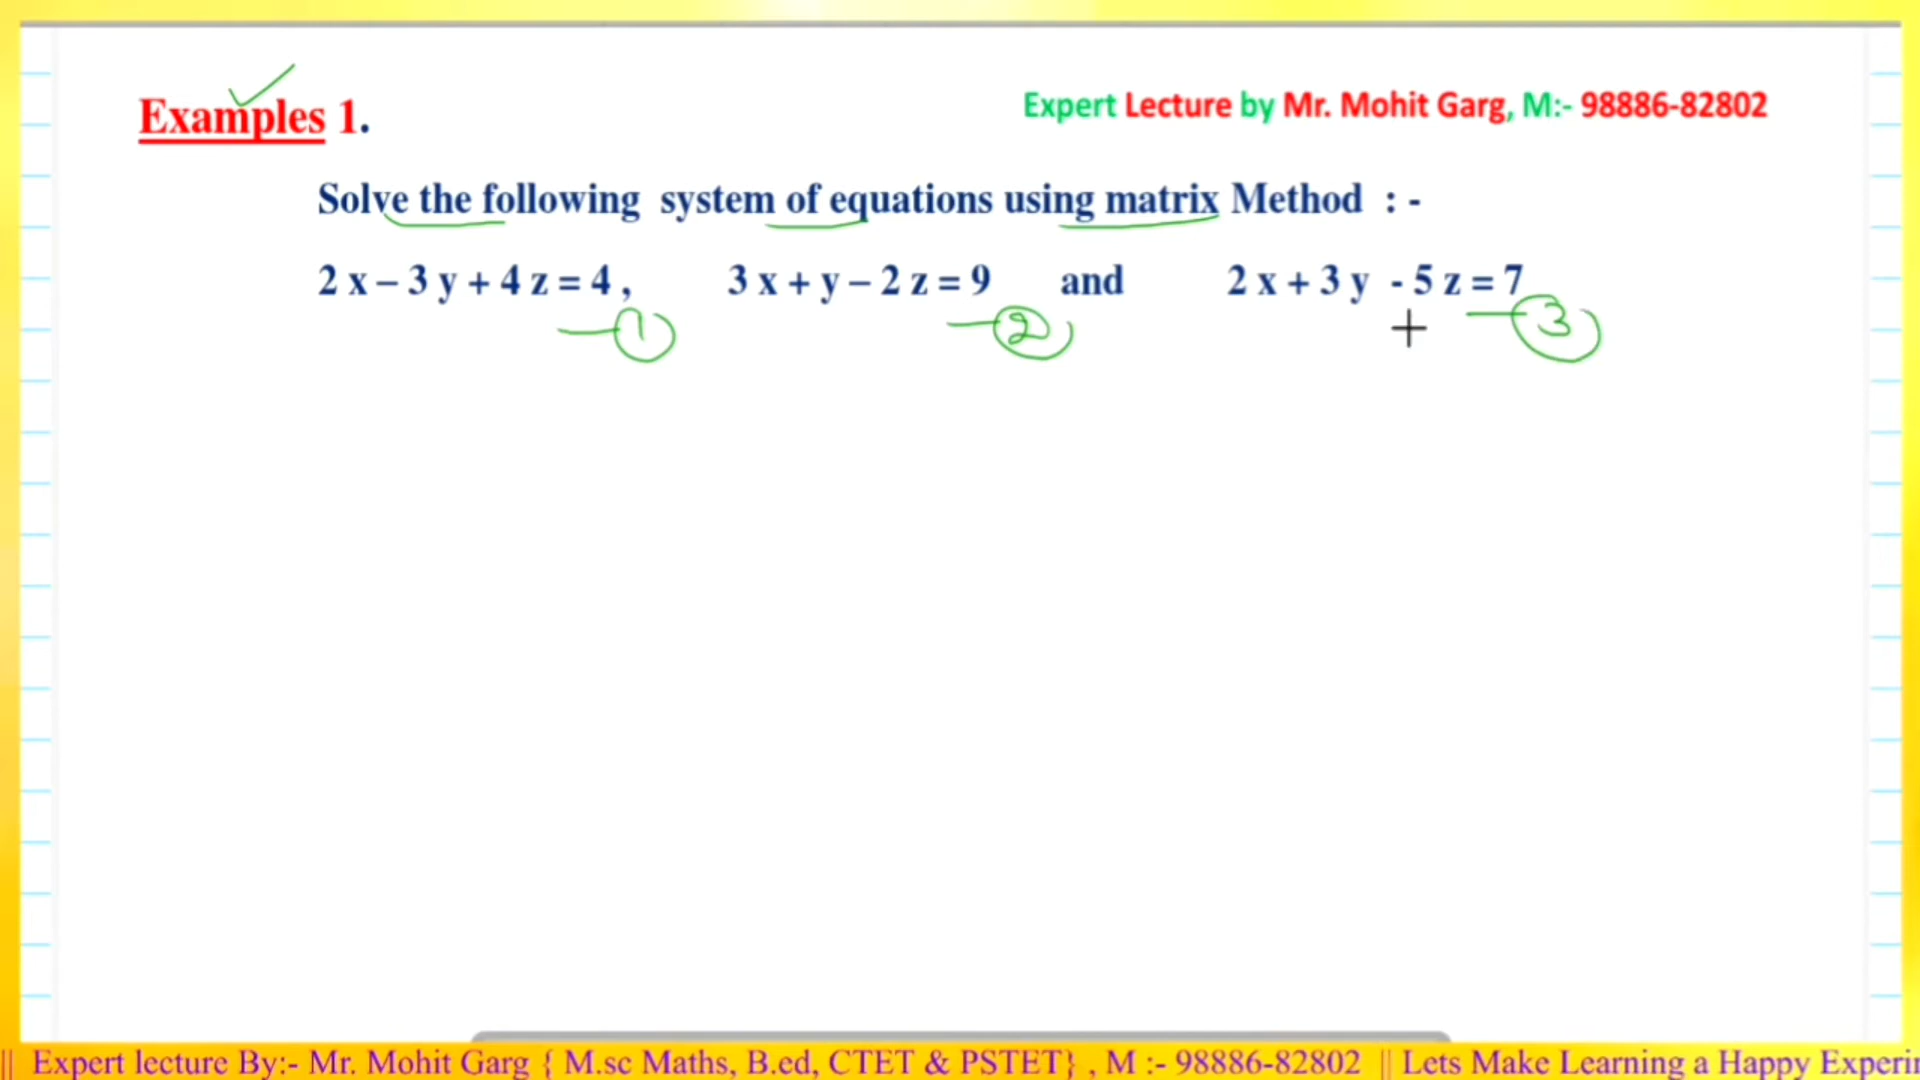 Examples 1.
Expert Lecture by Mr. Mohit Garg, M:- 98886-82802
Solve the following system of equations using matrix Method : -
2 x – 3 y + 4 z = 4 , 3 x + y – 2 z = 9 and 2 x + 3 y - 5 z = 7
—1 —2 —3
|| Expert lecture By:- Mr. Mohit Garg { M.sc Maths, B.ed, CTET & PSTET} , M :- 98886-82802 || Lets Make Learning a Happy Experi